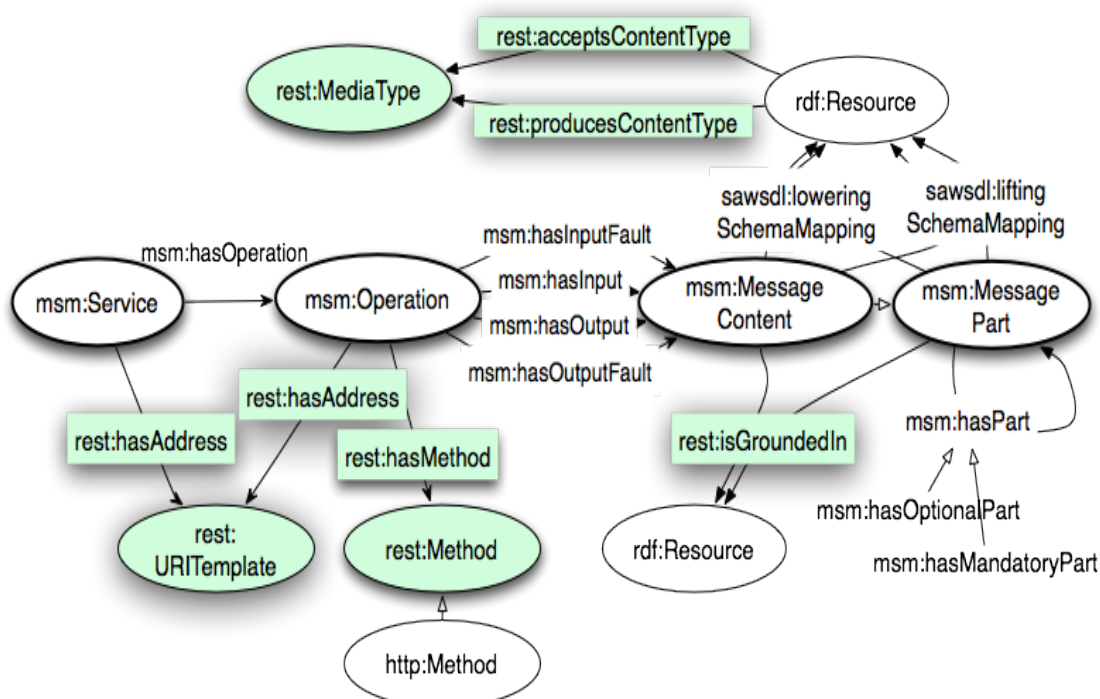 rest:acceptsContentType
rest:MediaType
rdf:Resource
rest:producesContentType
sawsdl:lowering
SchemaMapping
sawsdl:lifting
SchemaMapping
msm:hasOperation
msm:hasInputFault
msm:Service
msm:Operation
msm:hasInput
msm:hasOutput
msm:hasOutputFault
msm:Message
Content
msm:Message
Part
rest:hasAddress
rest:hasAddress
rest:hasMethod
rest:isGroundedIn
msm:hasPart
msm:hasOptionalPart
msm:hasMandatoryPart
rest:
URITemplate
rest:Method
rdf:Resource
http:Method